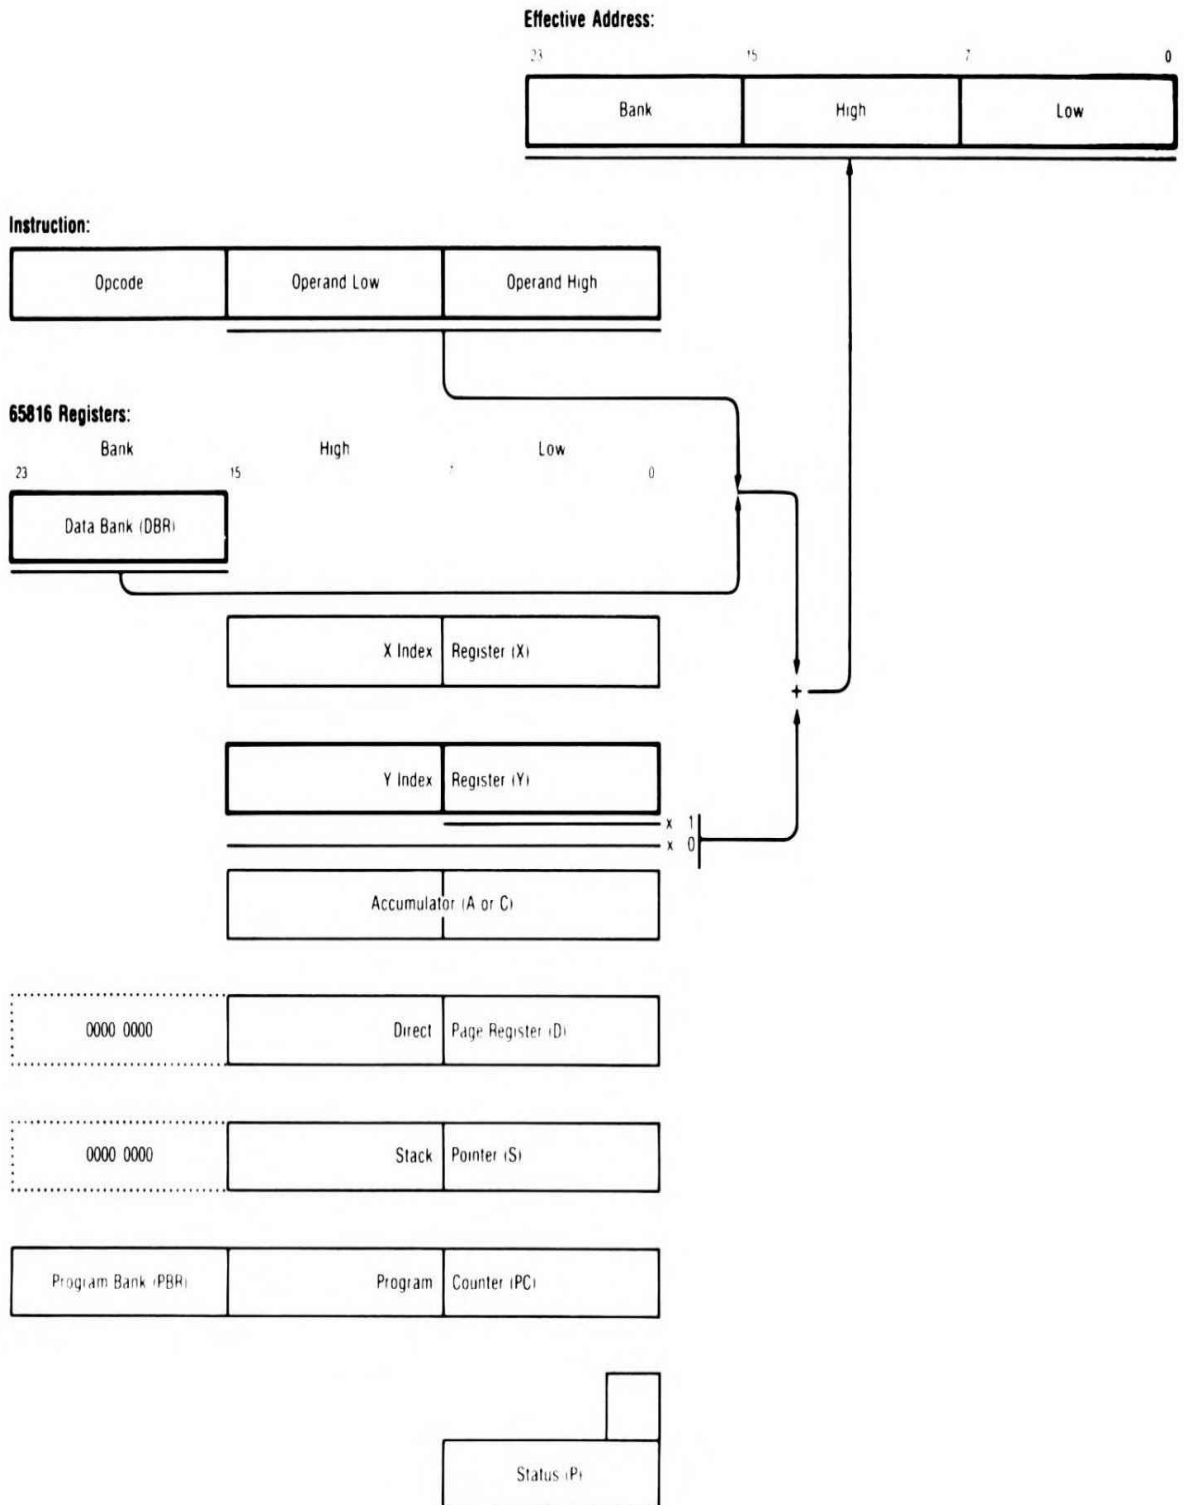 Effective Address:
23 15 7 0
Bank High Low
Instruction:
Opcode Operand Low Operand High
65816 Registers:
Bank High Low
23 15 0
Data Bank (DBR)
X Index Register (X)
+
Y Index Register (Y)
x 1
x 0
Accumulator (A or C)
0000 0000 Direct Page Register (D)
0000 0000 Stack Pointer (S)
Program Bank (PBR) Program Counter (PC)
Status (P)